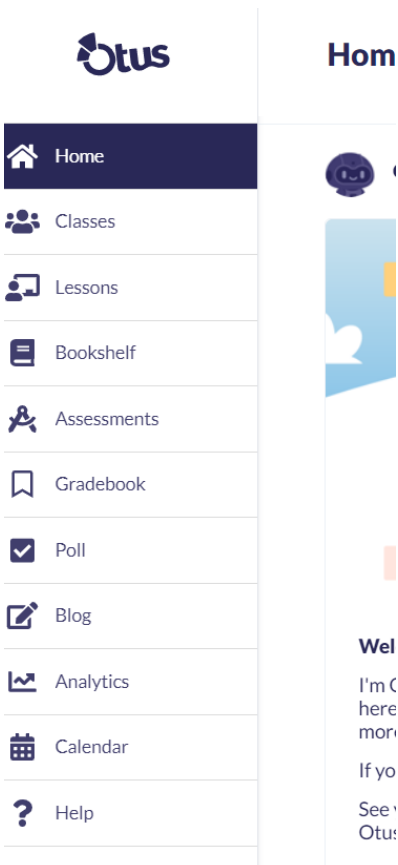 Otus
Hom
Home
Classes
Lessons
Bookshelf
Assessments
Gradebook
Poll
Blog
Analytics
Calendar
Help
Wel
I'm
here
more
If yo
See
Otus